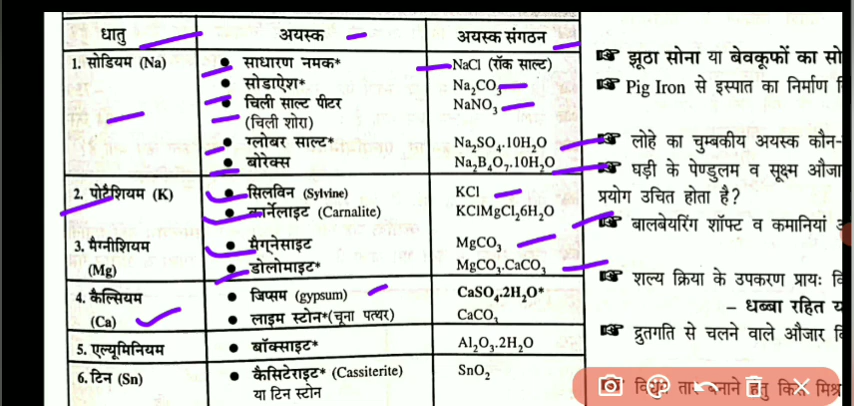 धातु अयस्क अयस्क संगठन
1. सोडियम (Na) • साधारण नमक* NaCl (रॉक साल्ट)
• सोडाऐश* Na₂CO₃
• चिली साल्ट पीटर NaNO₃
(चिली शोरा)
• ग्लोबर साल्ट* Na₂SO₄.10H₂O
• बोरेक्स Na₂B₄O₇.10H₂O
2. पोटैशियम (K) • सिलविन (Sylvine) KCl
• कार्नेलाइट (Carnalite) KClMgCl₂6H₂O
3. मैग्नीशियम • मैगनेसाइट MgCO₃
(Mg) • डोलोमाइट* MgCO₃.CaCO₃
4. कैल्सियम • जिप्सम (gypsum) CaSO₄.2H₂O*
(Ca) • लाइम स्टोन*(चूना पत्थर) CaCO₃
5. एल्यूमिनियम • बॉक्साइट* Al₂O₃.2H₂O
6. टिन (Sn) • कैसिटेराइट* (Cassiterite) SnO₂
या टिन स्टोन
☞ झूठा सोना या बेवकूफों का सो
☞ Pig Iron से इस्पात का निर्माण
☞ लोहे का चुम्बकीय अयस्क कौन-
☞ घड़ी के पेण्डुलम व सूक्ष्म औजा
प्रयोग उचित होता है?
☞ बालबेयरिंग शॉफ्ट व कमानियां
☞ शल्य क्रिया के उपकरण प्रायः
– धब्बा रहित
☞ द्रुतगति से चलने वाले औजार
☞ विद्युत तार बनाने हेतु किस मिश्र